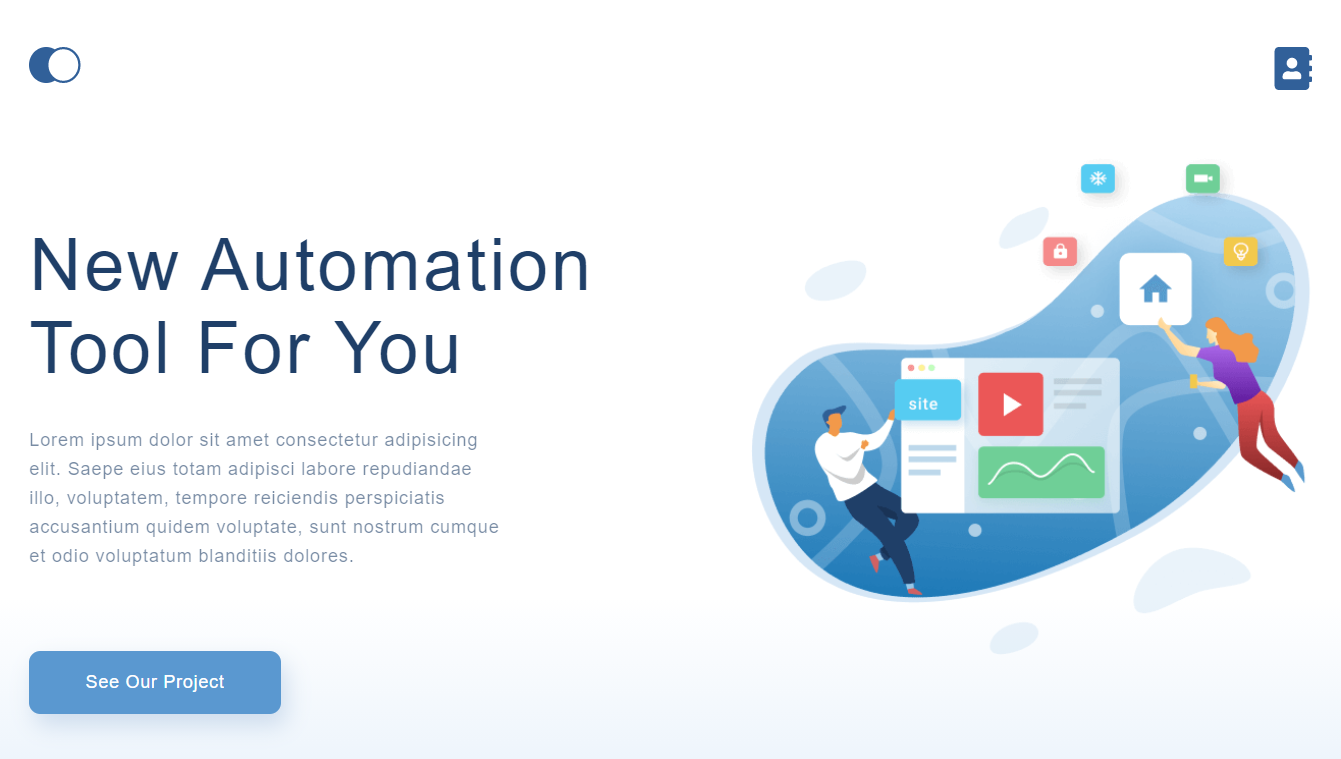 New Automation
Tool For You
Lorem ipsum dolor sit amet consectetur adipisicing
elit. Saepe eius totam adipisci labore repudiandae
illo, voluptatem, tempore reiciendis perspiciatis
accusantium quidem voluptate, sunt nostrum cumque
et odio voluptatum blanditiis dolores.
See Our Project
site